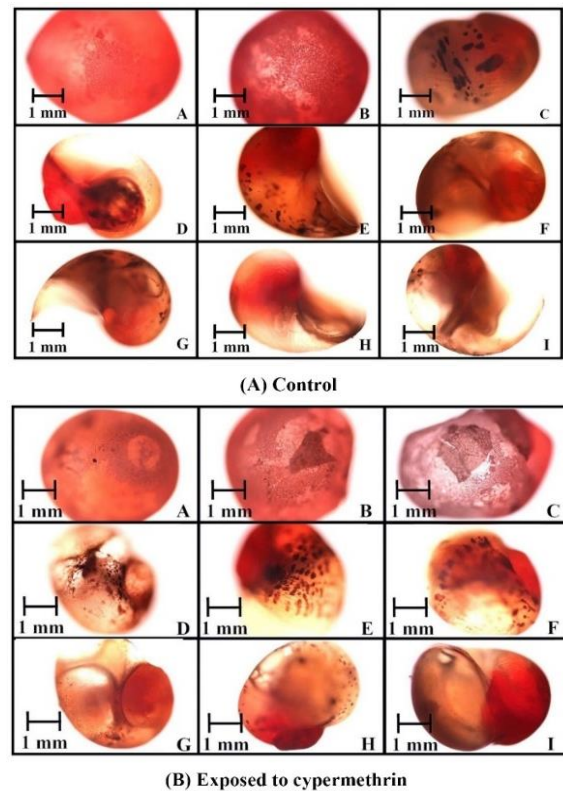 1 mm A 1 mm B 1 mm C
1 mm D 1 mm E 1 mm F
1 mm G 1 mm H 1 mm I
(A) Control
1 mm A 1 mm B 1 mm C
1 mm D 1 mm E 1 mm F
1 mm G 1 mm H 1 mm I
(B) Exposed to cypermethrin